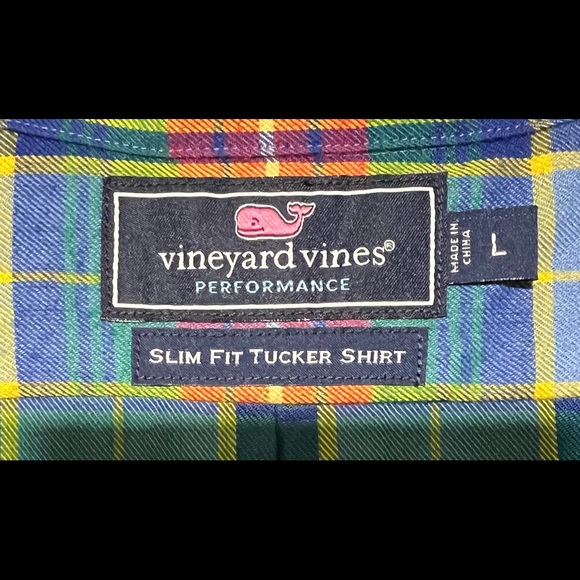 vineyard vines®
PERFORMANCE
MADE IN
CHINA
L
SLIM FIT TUCKER SHIRT